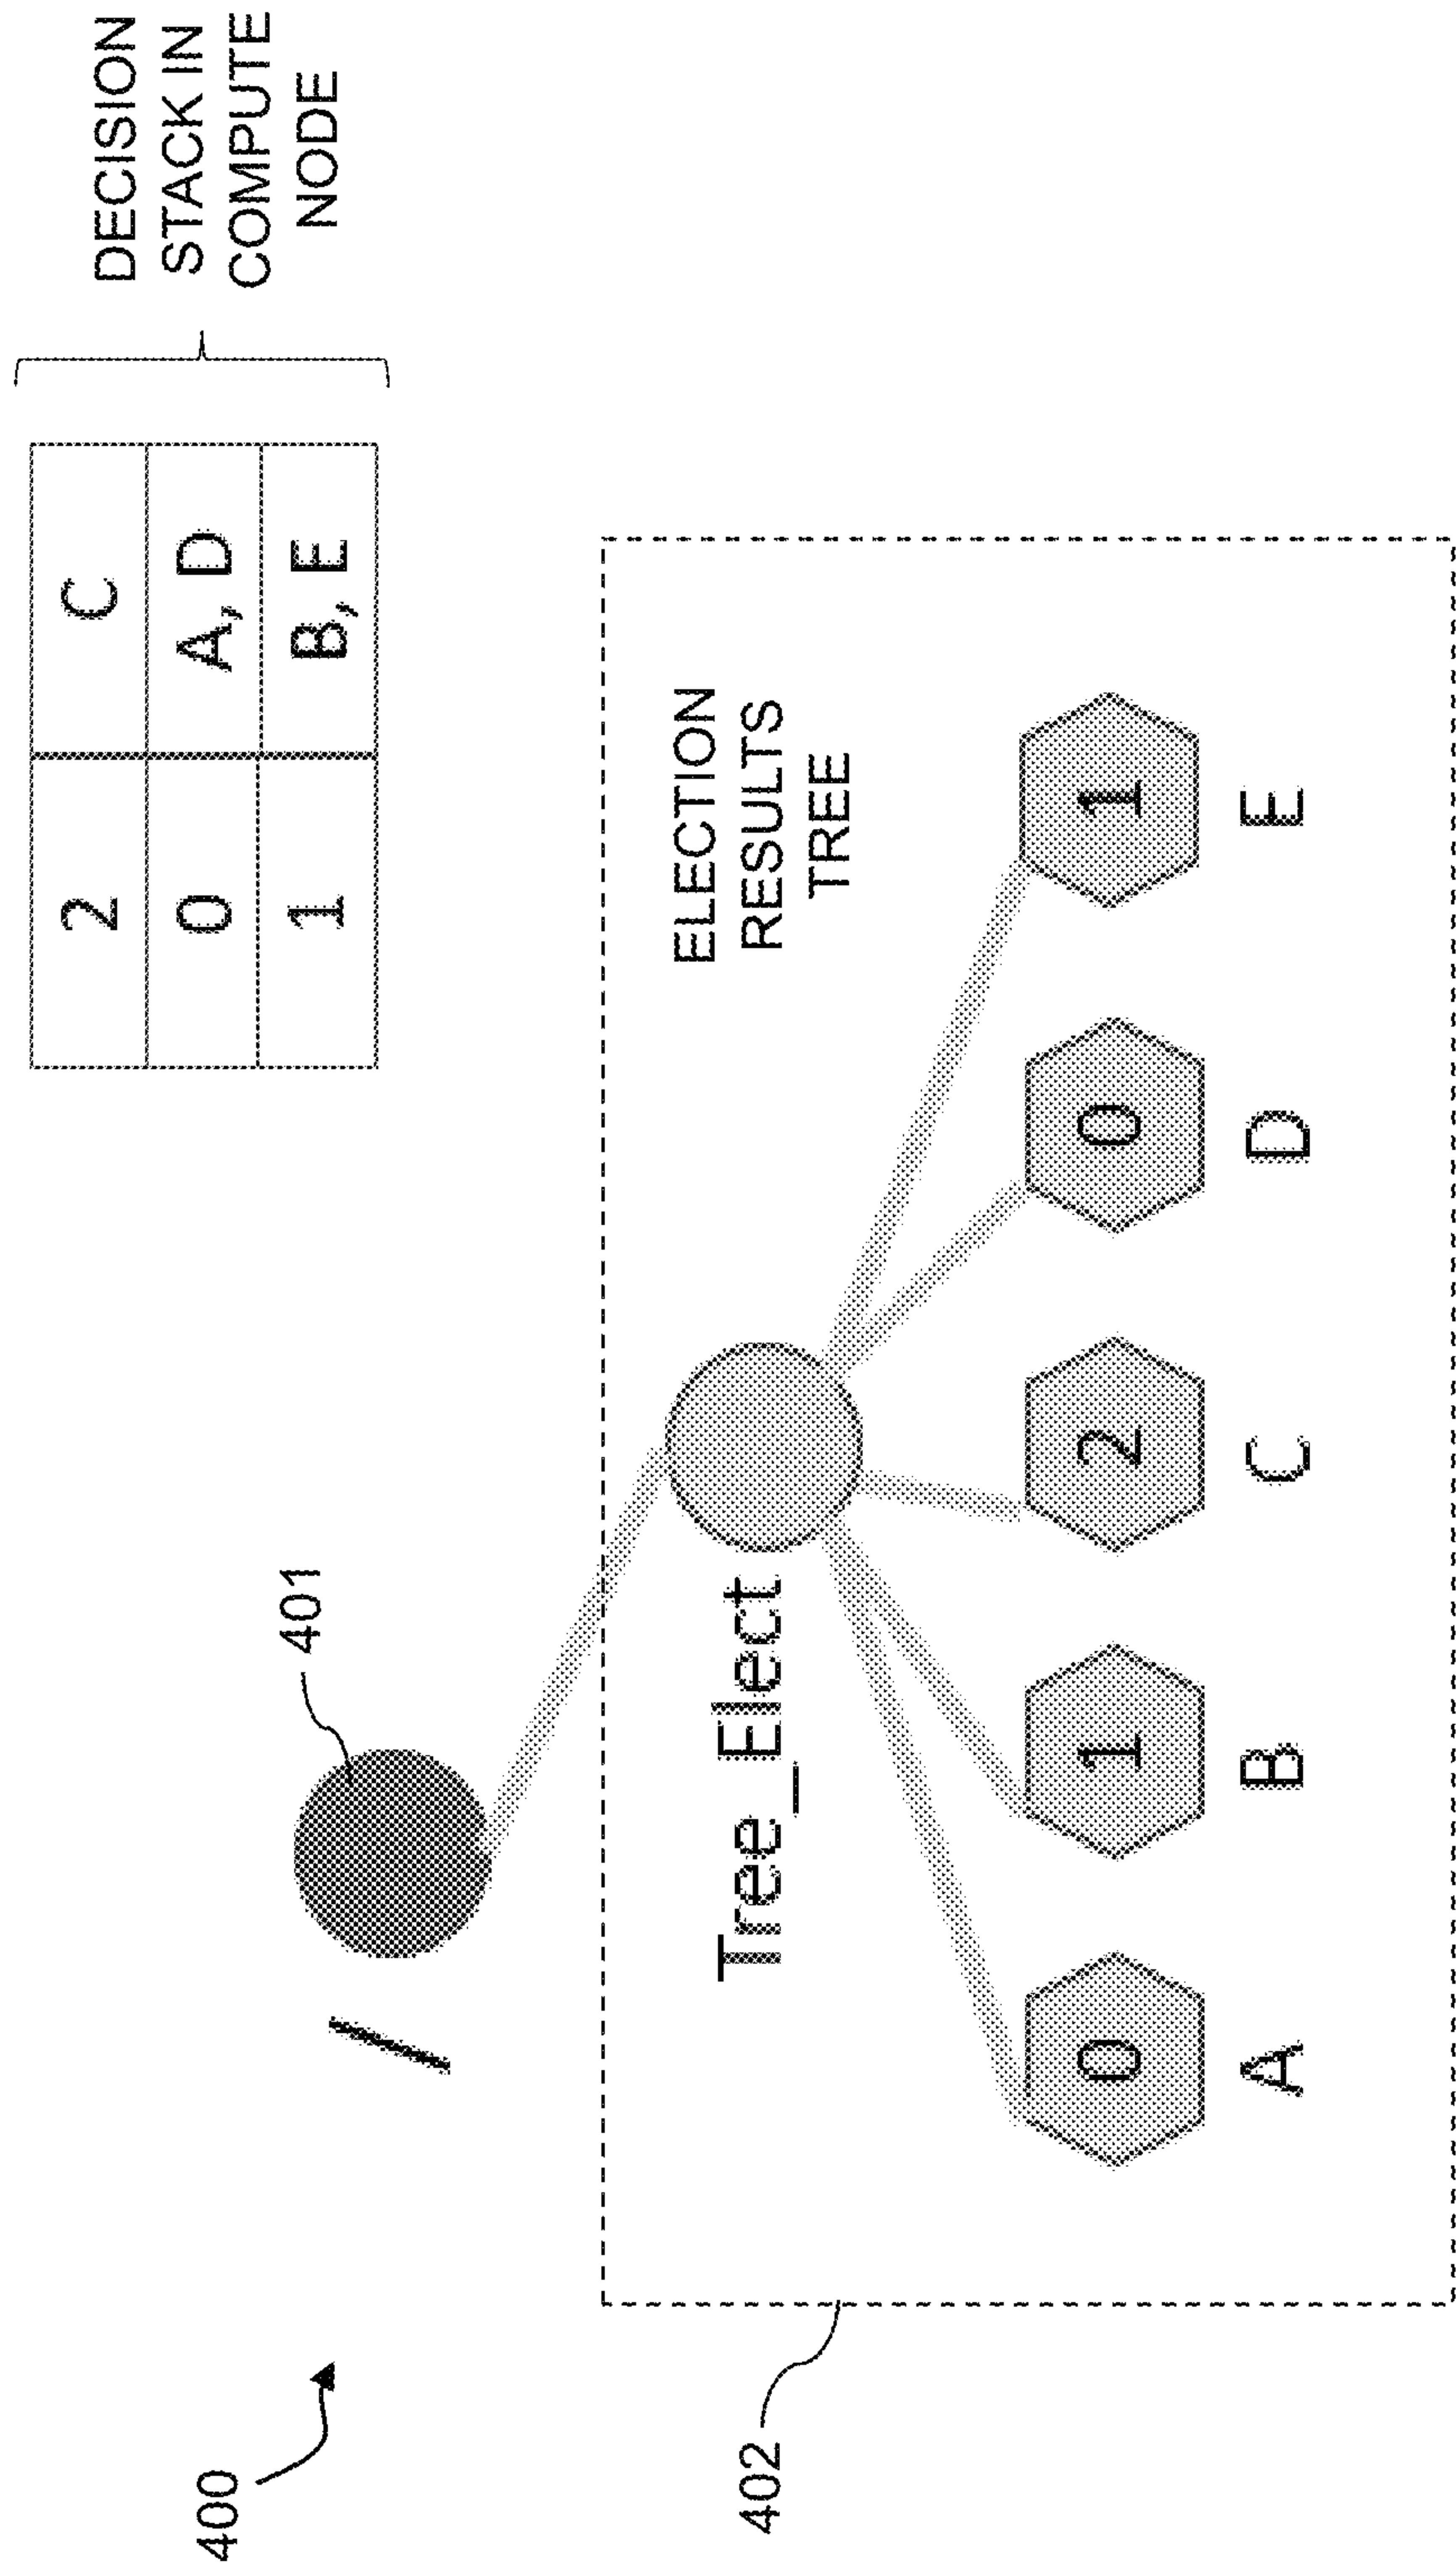 400
401
/
2 C
0 A, D
1 B, E
DECISION
STACK IN
COMPUTE
NODE
402
Tree_Elect
ELECTION
RESULTS
TREE
0 1 2 0 1
A B C D E